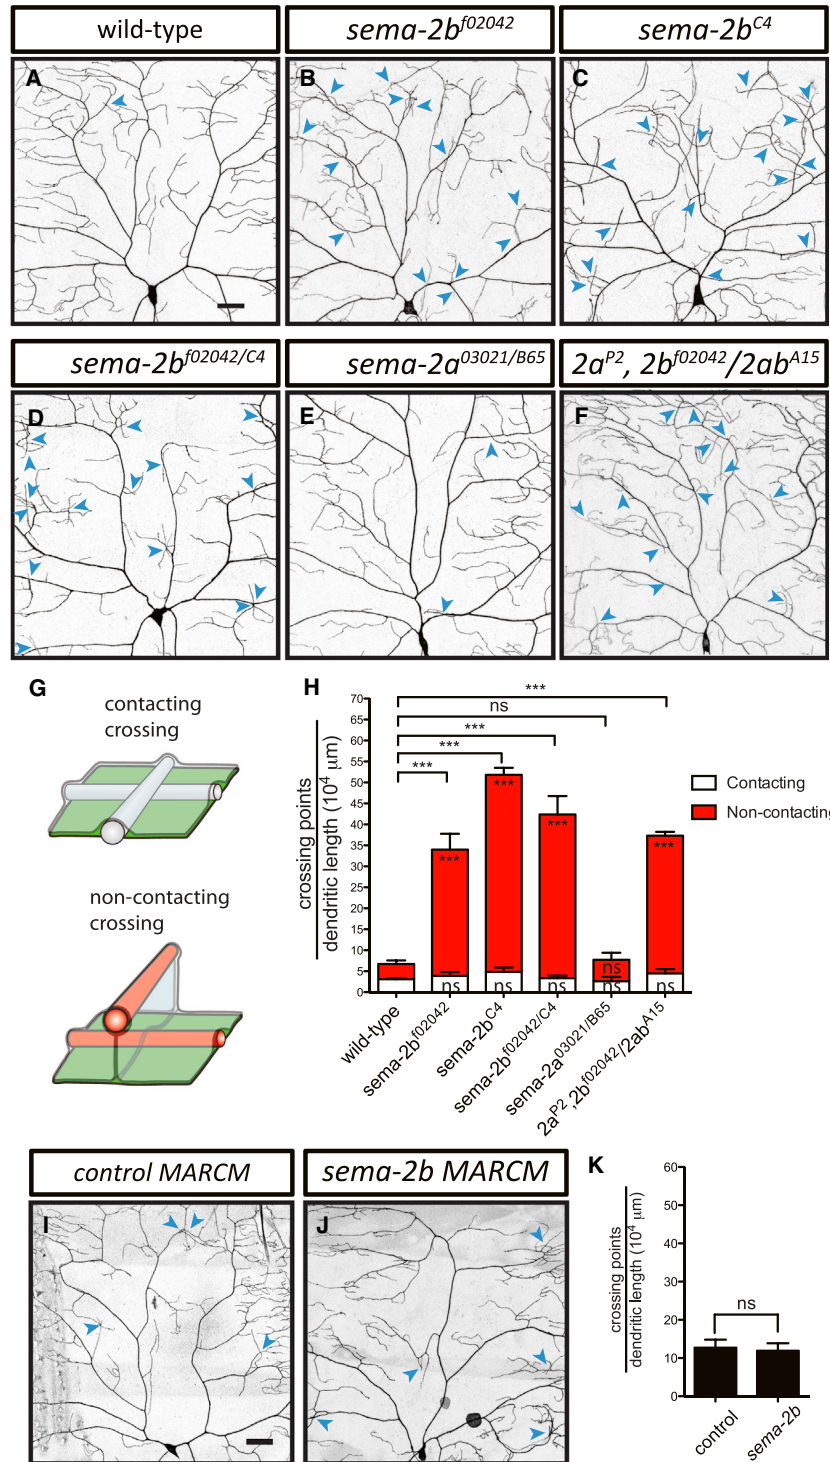 wild-type
sema-2b^f02042
sema-2b^C4
A
B
C
sema-2b^f02042/C4
sema-2a^03021/B65
2a^P2, 2b^f02042/2ab^A15
D
E
F
G
contacting
crossing
non-contacting
crossing
H
crossing points
dendritic length (10^4 μm)
70
65
60
55
50
45
40
35
30
25
20
15
10
5
0
***
ns
***
***
***
***
***
***
***
ns
ns
ns
ns
ns
ns
Contacting
Non-contacting
wild-type
sema-2b^f02042
sema-2b^C4
sema-2b^f02042/C4
sema-2a^03021/B65
2a^P2,2b^f02042/2ab^A15
control MARCM
sema-2b MARCM
I
J
K
crossing points
dendritic length (10^4 μm)
60
50
40
30
20
10
0
ns
control
sema-2b